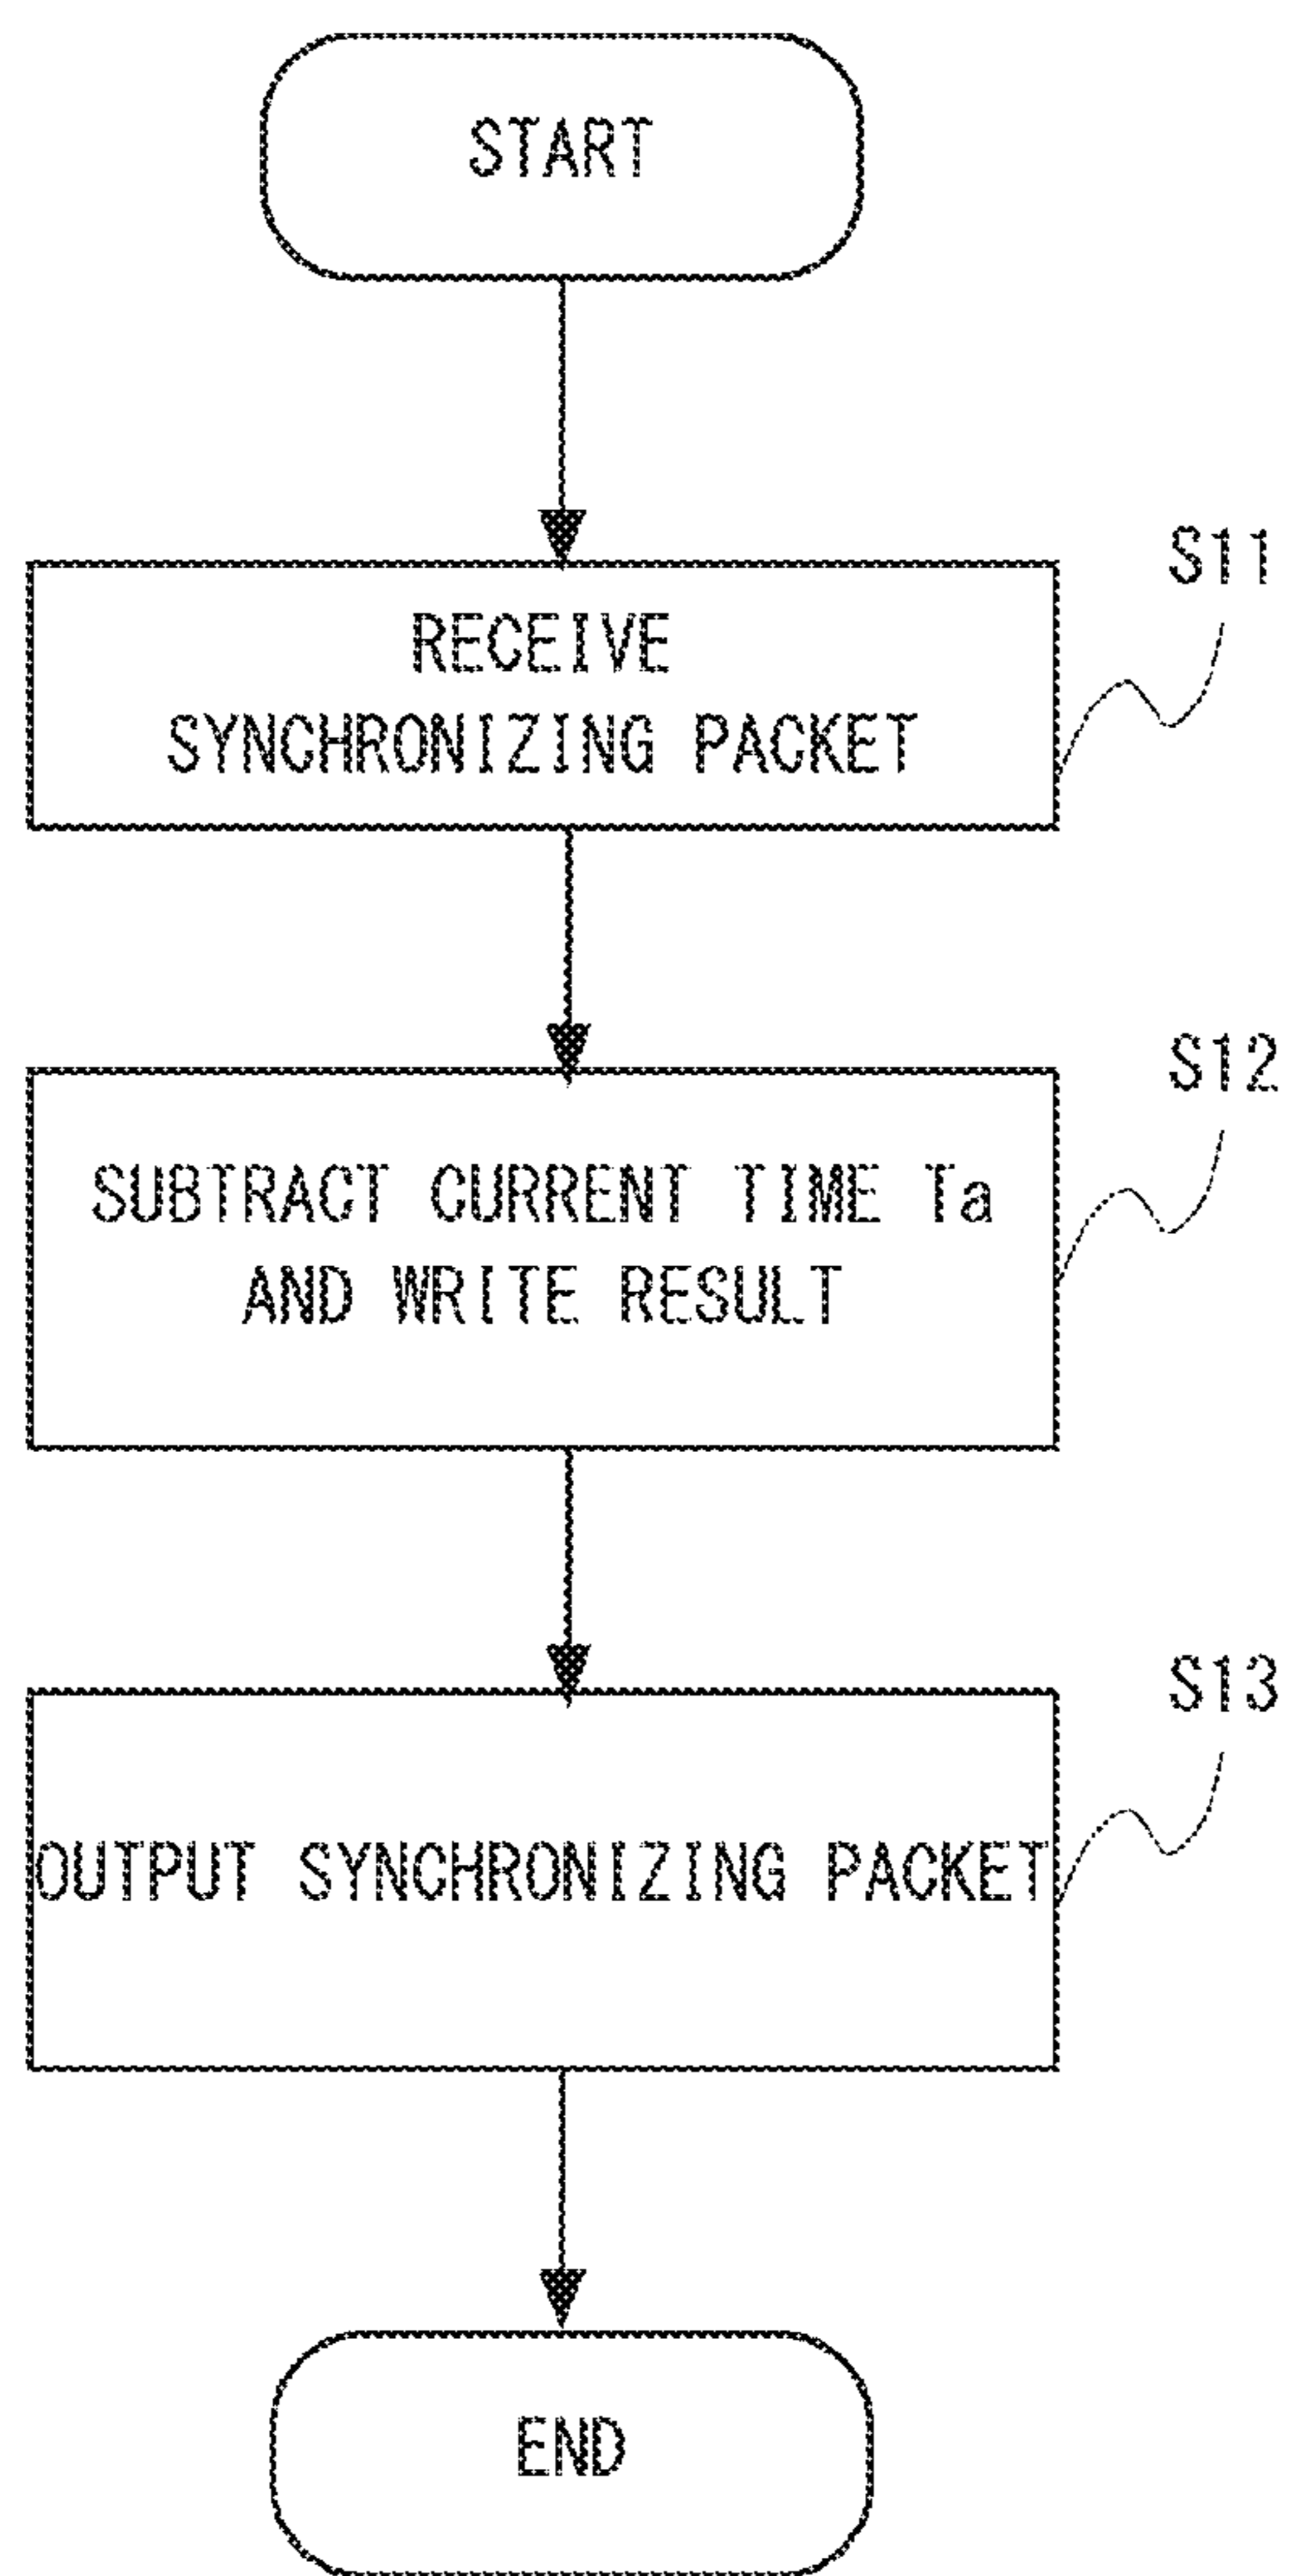 START
S11
RECEIVE
SYNCHRONIZING PACKET
S12
SUBTRACT CURRENT TIME Ta
AND WRITE RESULT
S13
OUTPUT SYNCHRONIZING PACKET
END